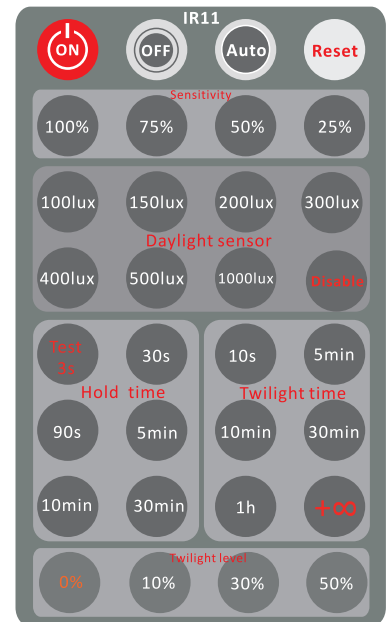 IR11
ON OFF Auto Reset
Sensitivity
100% 75% 50% 25%
100lux 150lux 200lux 300lux
Daylight sensor
400lux 500lux 1000lux Disable
Test
3s
30s 10s 5min
Hold time Twilight time
90s 5min 10min 30min
10min 30min 1h +∞
Twilight level
0% 10% 30% 50%